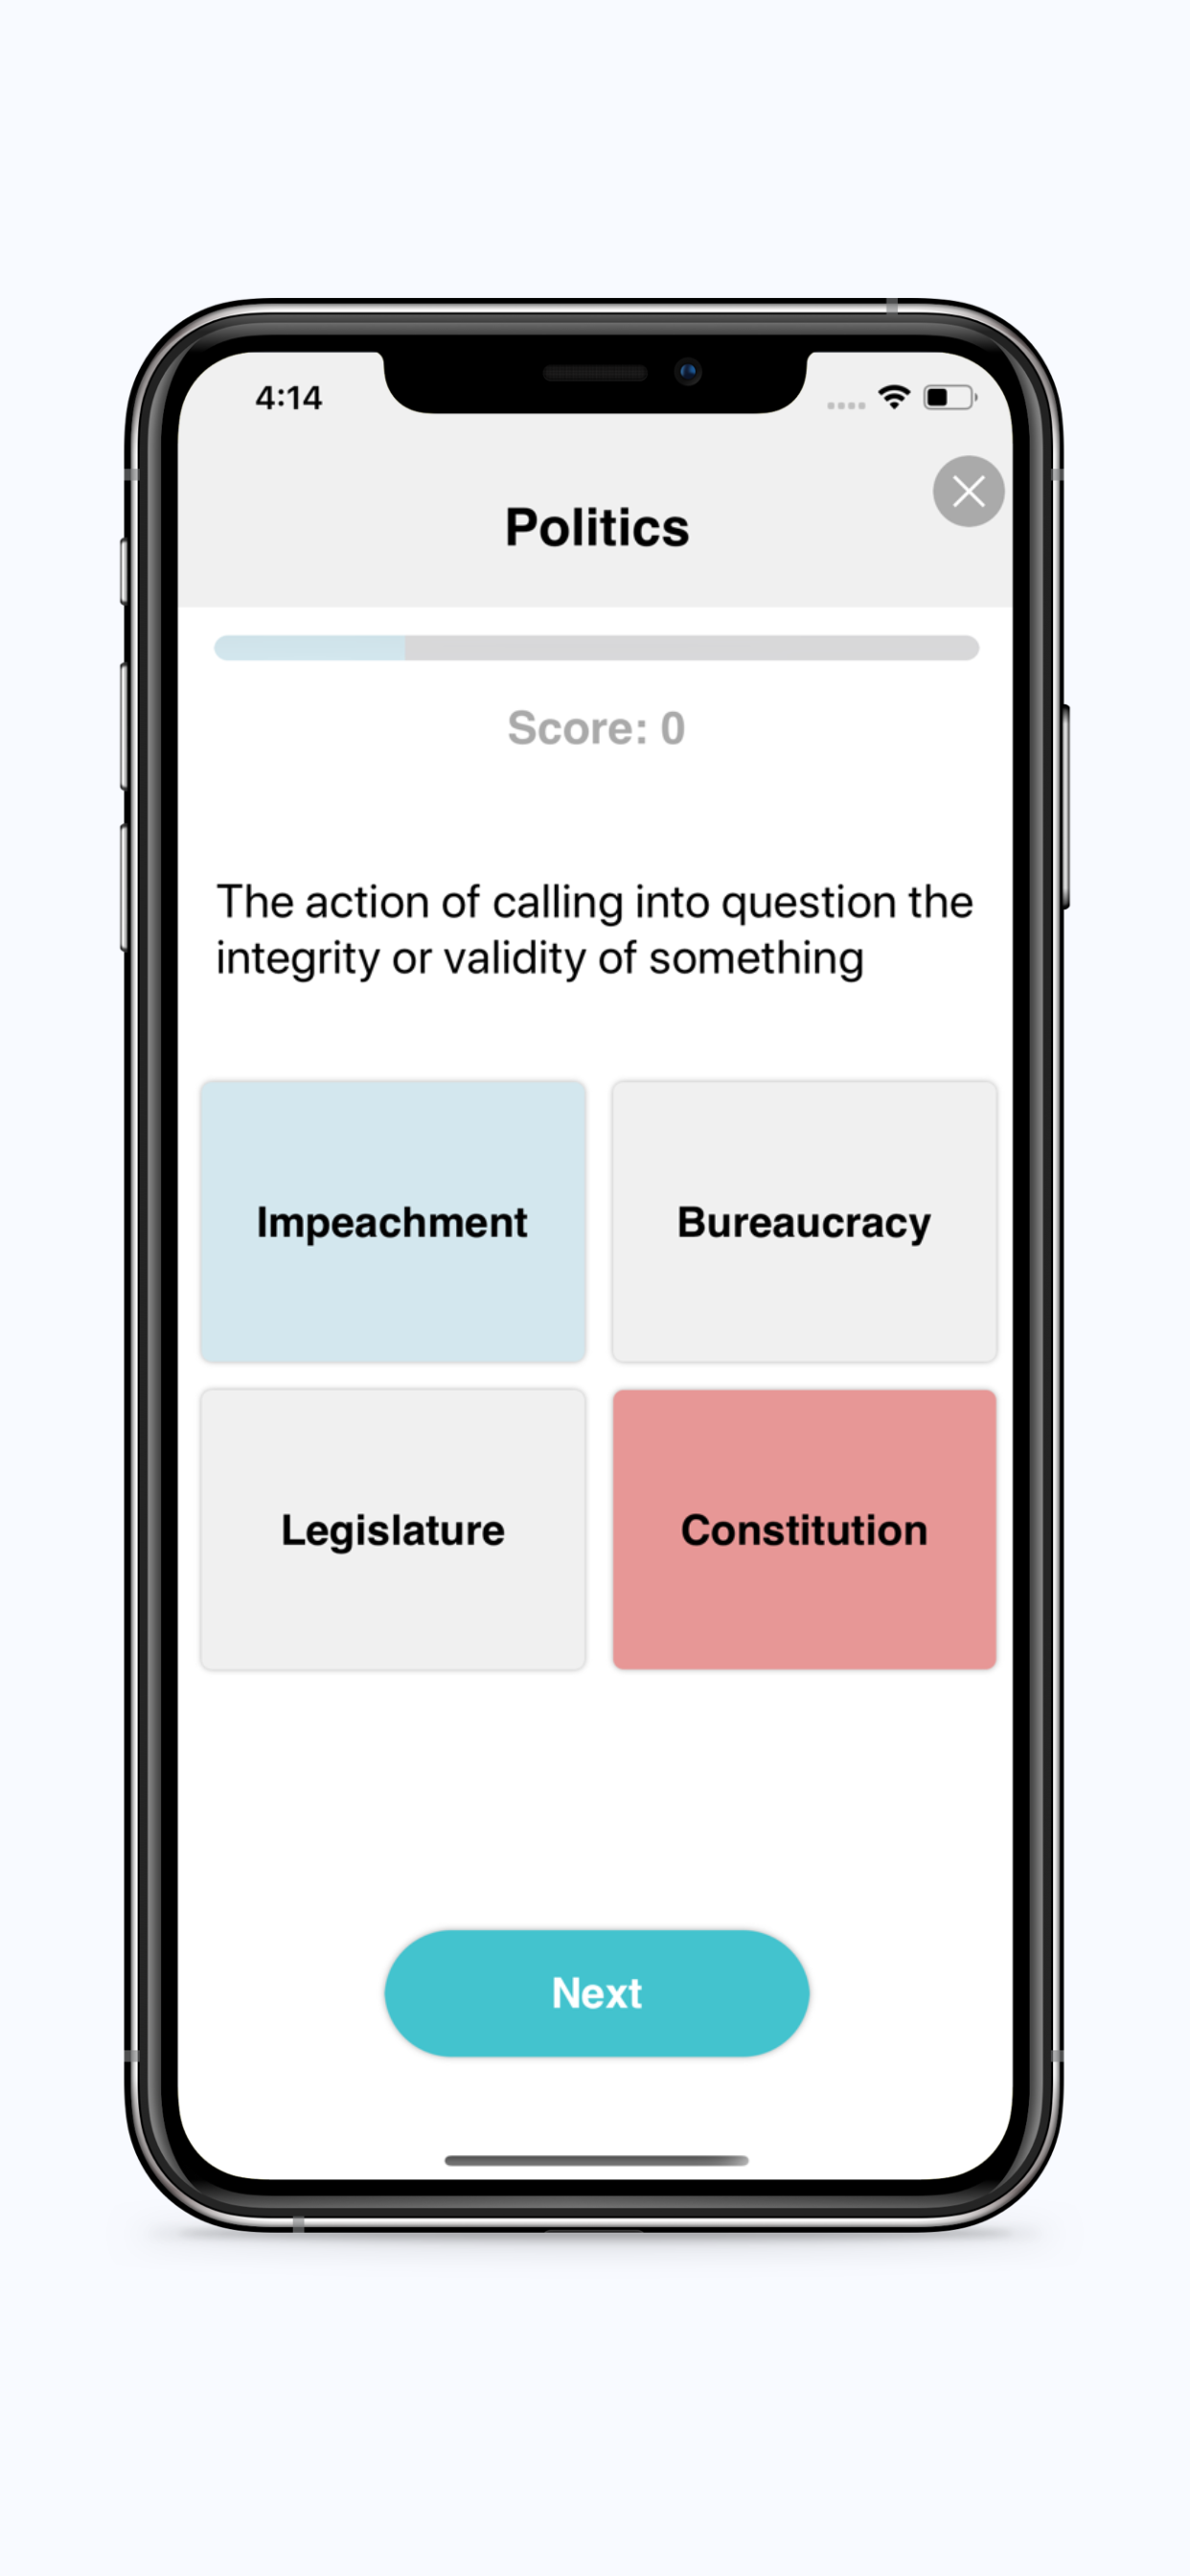 4:14
Politics
Score: 0
The action of calling into question the
integrity or validity of something
Impeachment
Bureaucracy
Legislature
Constitution
Next